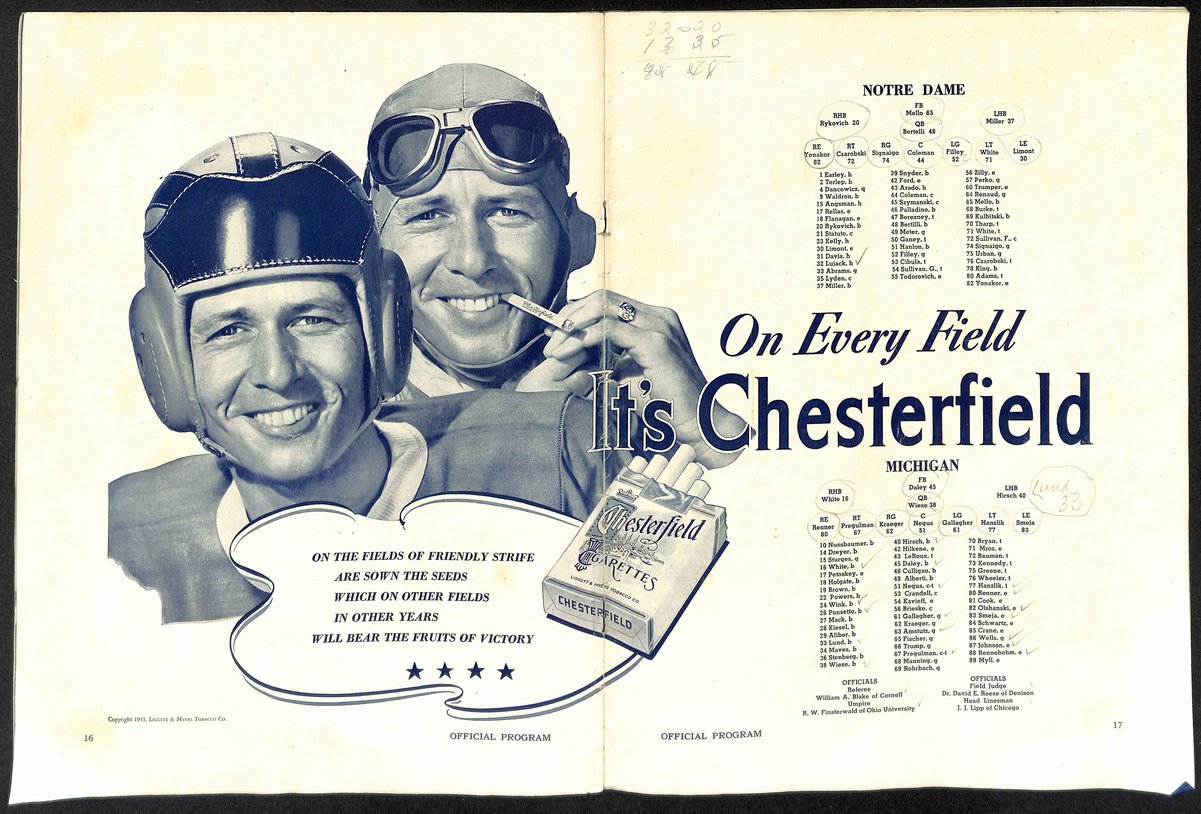 Chesterfield
ON THE FIELDS OF FRIENDLY STRIFE
ARE SOWN THE SEEDS
WHICH ON OTHER FIELDS
IN OTHER YEARS
WILL BEAR THE FRUITS OF VICTORY
Chesterfield
CIGARETTES
LIGGETT & MYERS TOBACCO CO.
CHESTERFIELD
Copyright 1943, LIGGETT & MYERS TOBACCO CO.
16
OFFICIAL PROGRAM
NOTRE DAME
FB
Mello 65
RHB
Rykovich 20
QB
Bertelli 48
LHB
Miller 37
RE
Yonakor
82
RT
Czarobski
72
RG
Signaigo
74
C
Coleman
44
LG
Filley
52
LT
White
71
LE
Limont
30
1 Earley, h
2 Terlep, b
4 Dancewicz, q
9 Waldron, b
15 Angsman, h
17 Rellas, e
18 Flanagan, e
20 Rykovich, b
21 Statuto, c
23 Kelly, h
30 Limont, e
31 Davis, h
32 Lujack, h
33 Abrams, g
35 Lyden, c
37 Miller, b
39 Snyder, b
42 Ford, e
43 Arado, h
44 Coleman, c
45 Szymanski, c
46 Palladino, b
47 Berezney, t
48 Bertilli, b
49 Meter, g
50 Ganey, t
51 Hanlon, b
52 Filley, g
53 Cibula, t
54 Sullivan, G., t
55 Todorovich, e
56 Zilly, e
57 Perko, g
60 Trumper, e
64 Renaud, g
65 Mello, b
68 Burke, t
69 Kulbitski, b
70 Tharp, t
71 White, t
72 Sullivan, F., c
74 Signaigo, g
75 Urban, g
76 Czarobski, t
78 King, b
80 Adams, t
82 Yonakor, e
On Every Field
It's Chesterfield
MICHIGAN
FB
Daley 45
RHB
White 16
QB
Wiese 38
LHB
Hirsch 40
Lund
33
RE
Renner
80
RT
Pregulman
67
RG
Kraeger
62
C
Negus
51
LG
Gallagher
61
LT
Hanzlik
77
LE
Smeja
83
10 Nussbaumer, b
14 Dreyer, b
15 Sturges, q
16 White, b
17 Petoskey, e
18 Holgate, b
19 Brown, b
22 Powers, b
24 Wink, b
26 Ponsetto, b
27 Mack, b
28 Kiesel, b
29 Aliber, b
33 Lund, b
34 Maves, b
36 Stenberg, b
38 Wiese, b
40 Hirsch, b
42 Hilkene, e
43 LeRoux, t
45 Daley, b
46 Culligan, b
49 Alberti, b
51 Negus, c-t
53 Crandell, c
54 Kavieff, e
56 Brieske, c
61 Gallagher, g
62 Kraeger, g
63 Amstutz, g
65 Fischer, g
66 Trump, g
67 Pregulman, c-t
68 Manning, g
69 Rohrbach, g
70 Bryan, t
71 Mroz, e
72 Bauman, t
73 Kennedy, t
75 Greene, t
76 Wheeler, t
77 Hanzlik, t
80 Renner, e
81 Cook, e
82 Olshanski, e
83 Smeja, e
84 Schwartz, e
85 Crane, e
86 Wells, g
87 Johnson, e
88 Rennebohm, e
89 Myll, e
OFFICIALS
Referee
William A. Blake of Cornell
Umpire
R. W. Finsterwald of Ohio University
OFFICIALS
Field Judge
Dr. David E. Reese of Denison
Head Linesman
J. J. Lipp of Chicago
OFFICIAL PROGRAM
17